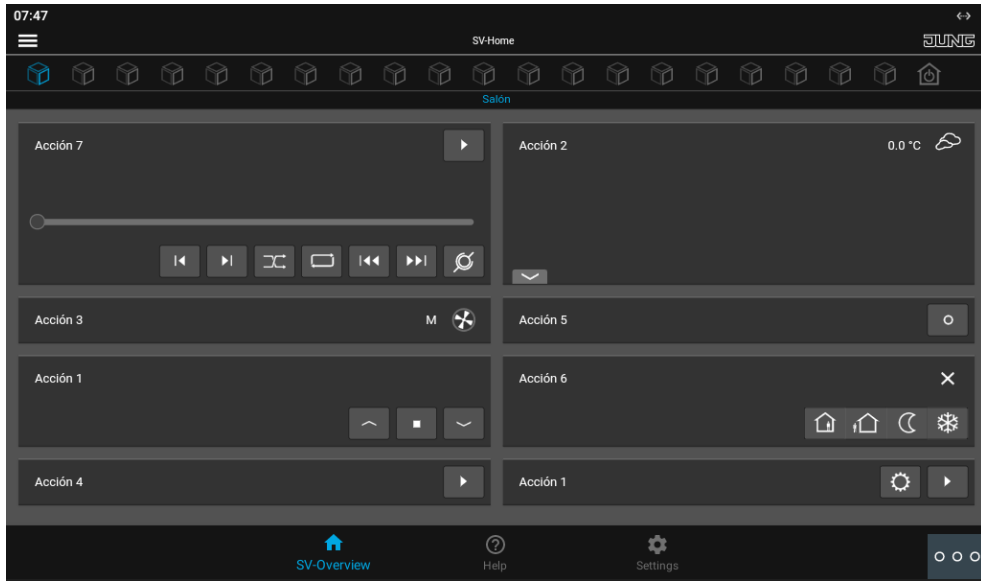 07:47
SV-Home
JUNG
Salón
Acción 7
Acción 2
0.0 °C
Acción 3
M
Acción 5
Acción 1
Acción 6
Acción 4
Acción 1
SV-Overview
Help
Settings